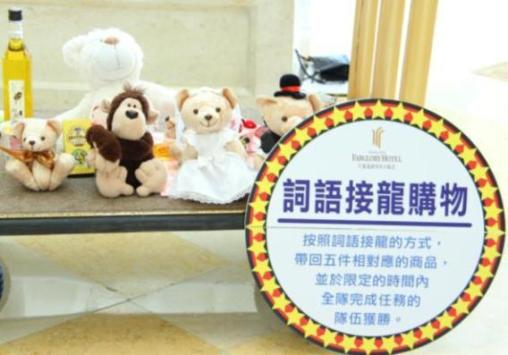 FARGLORY HOTEL
詞語接龍購物
按照詞語接龍的方式，
帶回五件相對應的商品，
並於限定的時間內
全隊完成任務的
隊伍獲勝。